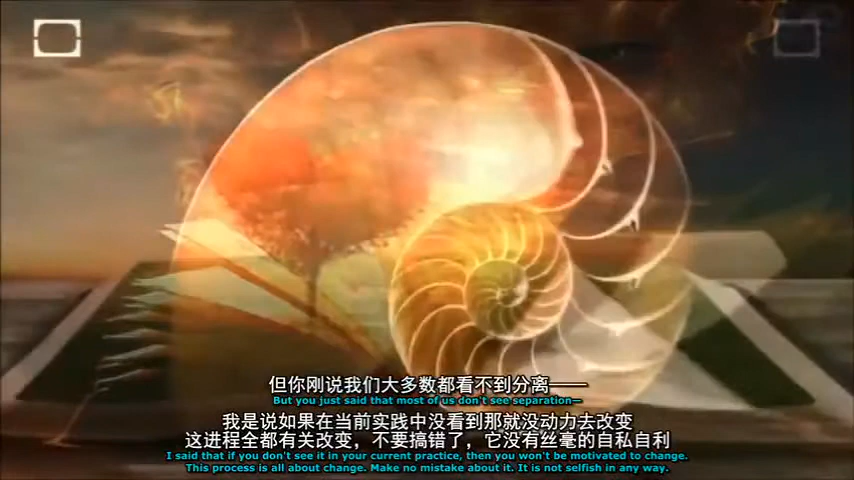 但你刚说我们大多数都看不到分离——
But you just said that most of us don't see separation—
我是说如果在当前实践中没看到那就没动力去改变
这进程全都有关改变，不要搞错了，它没有丝毫的自私自利
I said that if you don't see it in your current practice, then you won't be motivated to change.
This process is all about change. Make no mistake about it. It is not selfish in any way.